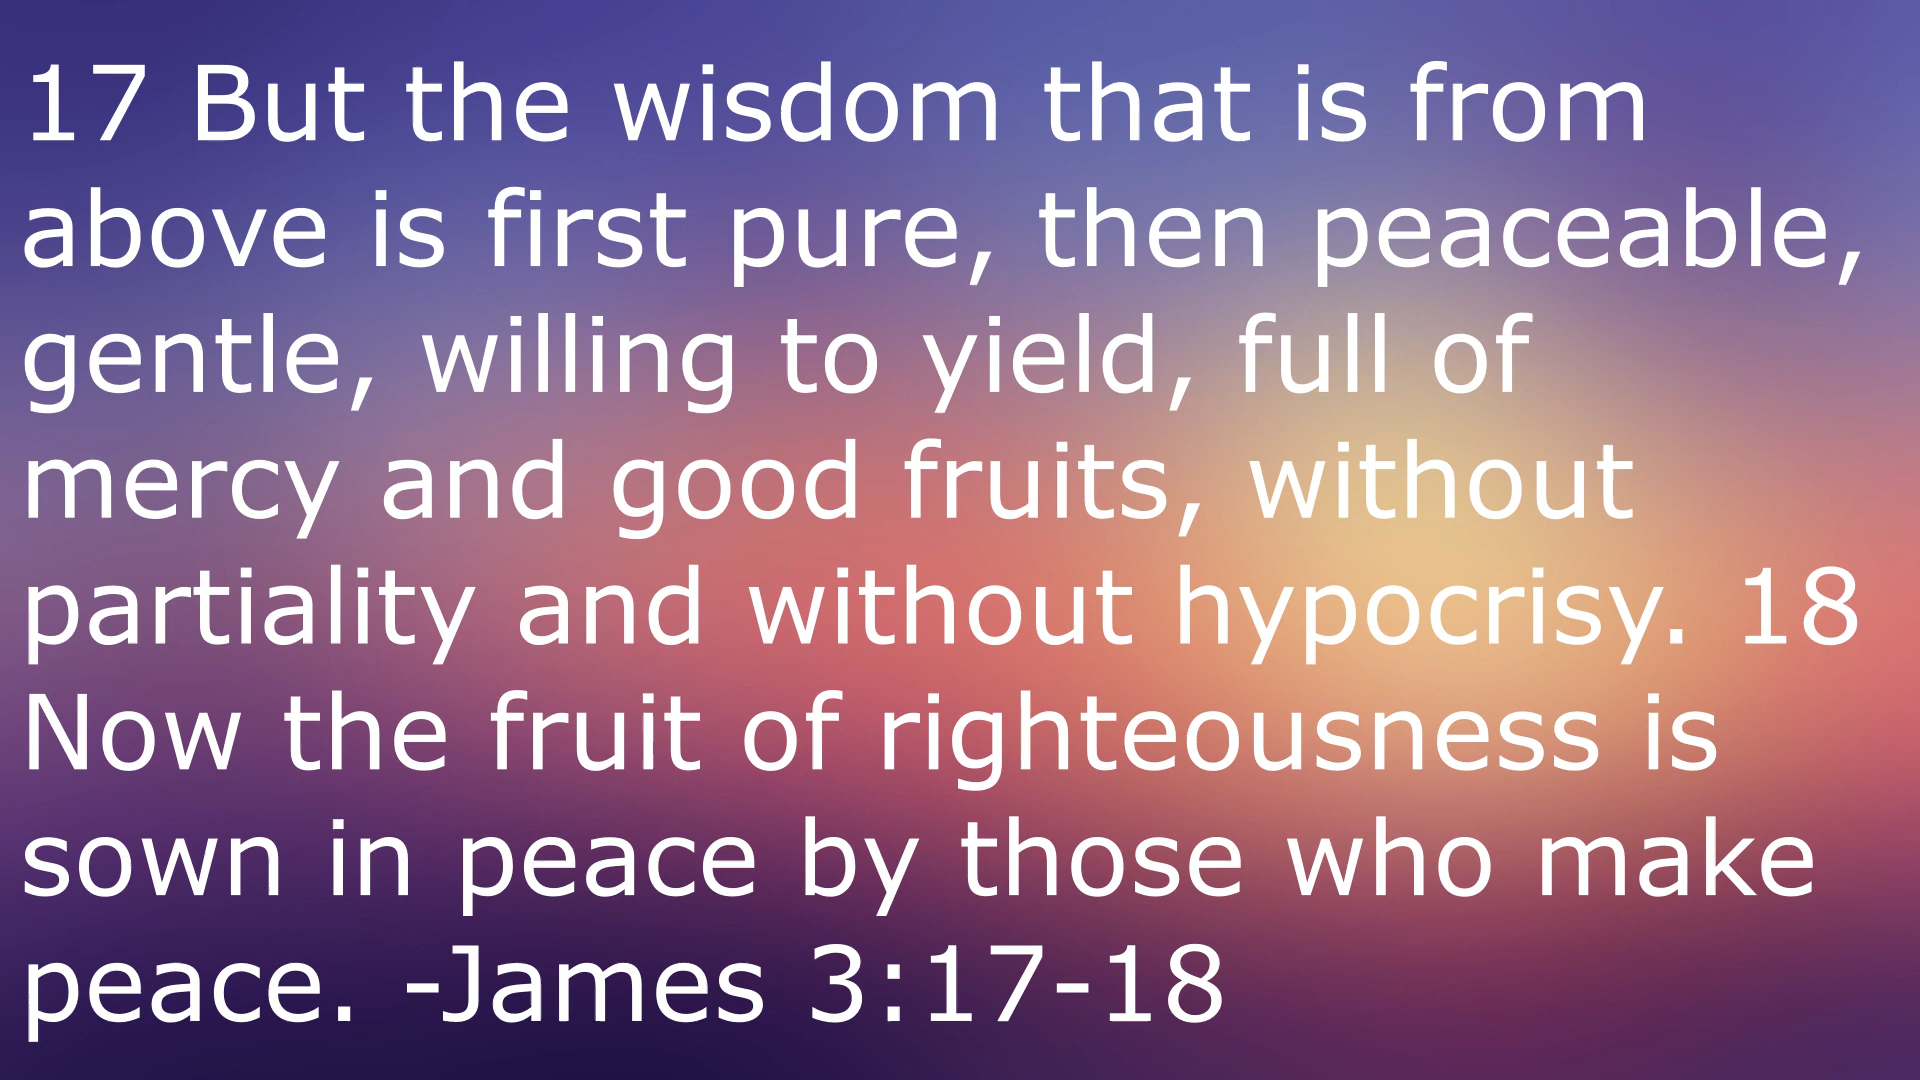 17 But the wisdom that is from
above is first pure, then peaceable,
gentle, willing to yield, full of
mercy and good fruits, without
partiality and without hypocrisy. 18
Now the fruit of righteousness is
sown in peace by those who make
peace. -James 3:17-18